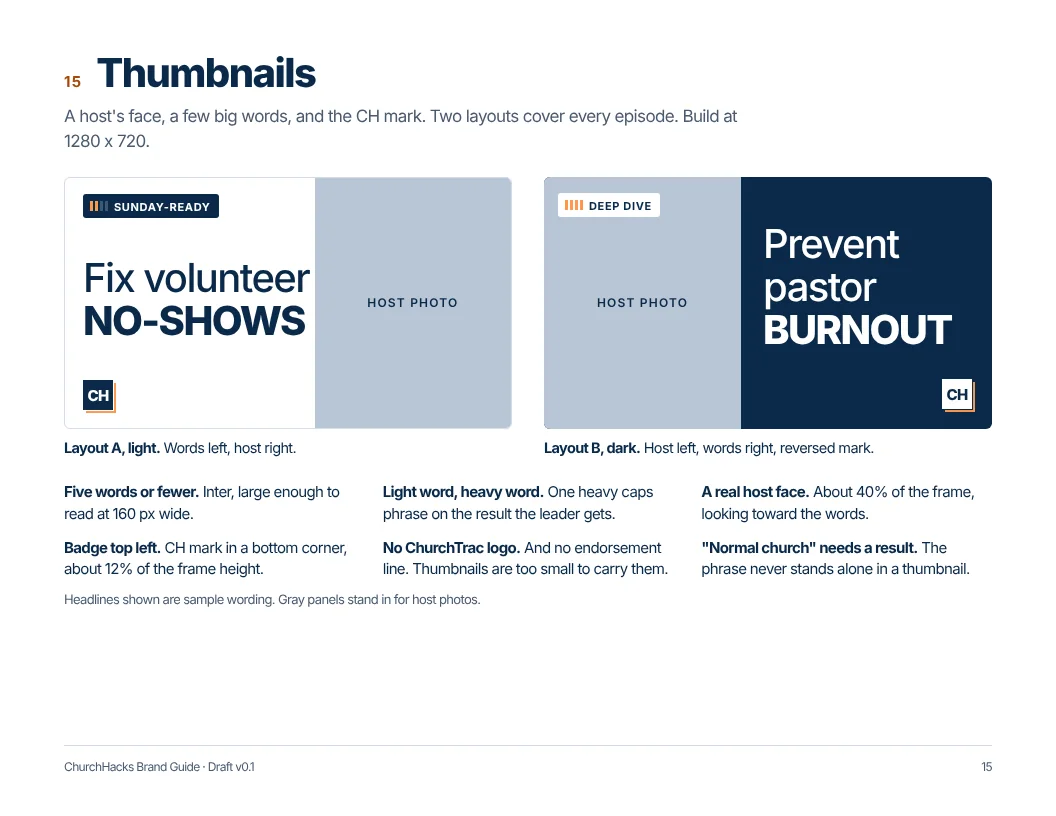 15 Thumbnails
A host's face, a few big words, and the CH mark. Two layouts cover every episode. Build at
1280 x 720.
SUNDAY-READY
Fix volunteer
NO-SHOWS
CH
HOST PHOTO
DEEP DIVE
HOST PHOTO
Prevent
pastor
BURNOUT
CH
Layout A, light. Words left, host right.
Layout B, dark. Host left, words right, reversed mark.
Five words or fewer. Inter, large enough to
read at 160 px wide.
Light word, heavy word. One heavy caps
phrase on the result the leader gets.
A real host face. About 40% of the frame,
looking toward the words.
Badge top left. CH mark in a bottom corner,
about 12% of the frame height.
No ChurchTrac logo. And no endorsement
line. Thumbnails are too small to carry them.
"Normal church" needs a result. The
phrase never stands alone in a thumbnail.
Headlines shown are sample wording. Gray panels stand in for host photos.
ChurchHacks Brand Guide · Draft v0.1
15